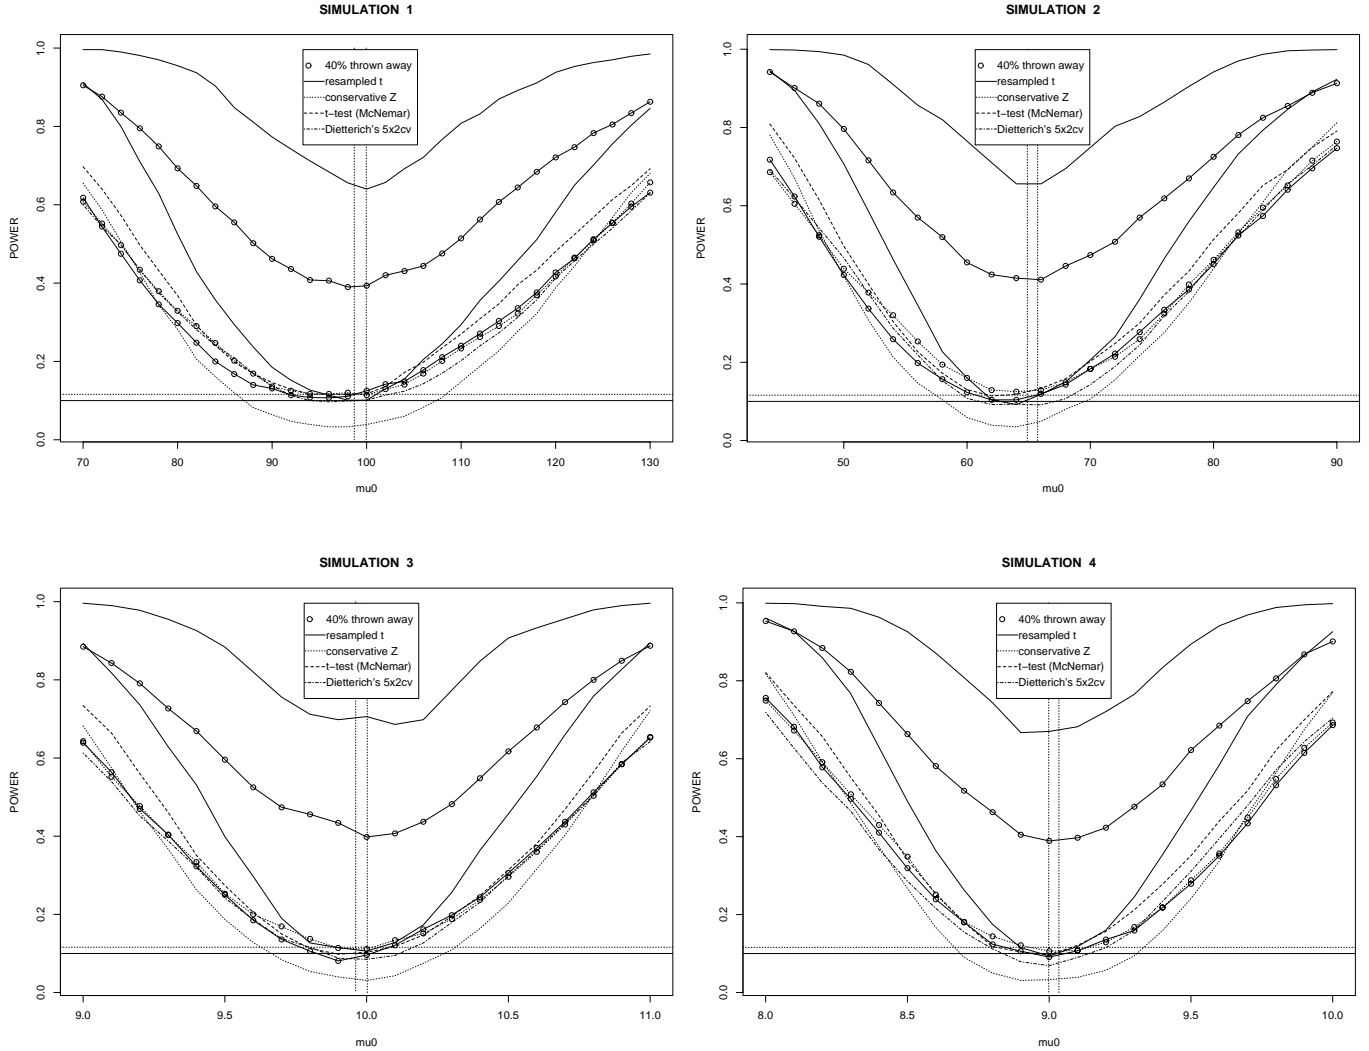 SIMULATION 1
POWER
0.0 0.2 0.4 0.6 0.8 1.0
40% thrown away
resampled t
conservative Z
t−test (McNemar)
Dietterich's 5x2cv
70 80 90 100 110 120 130
mu0
SIMULATION 2
POWER
0.0 0.2 0.4 0.6 0.8 1.0
40% thrown away
resampled t
conservative Z
t−test (McNemar)
Dietterich's 5x2cv
50 60 70 80 90
mu0
SIMULATION 3
POWER
0.0 0.2 0.4 0.6 0.8 1.0
40% thrown away
resampled t
conservative Z
t−test (McNemar)
Dietterich's 5x2cv
9.0 9.5 10.0 10.5 11.0
mu0
SIMULATION 4
POWER
0.0 0.2 0.4 0.6 0.8 1.0
40% thrown away
resampled t
conservative Z
t−test (McNemar)
Dietterich's 5x2cv
8.0 8.5 9.0 9.5 10.0
mu0